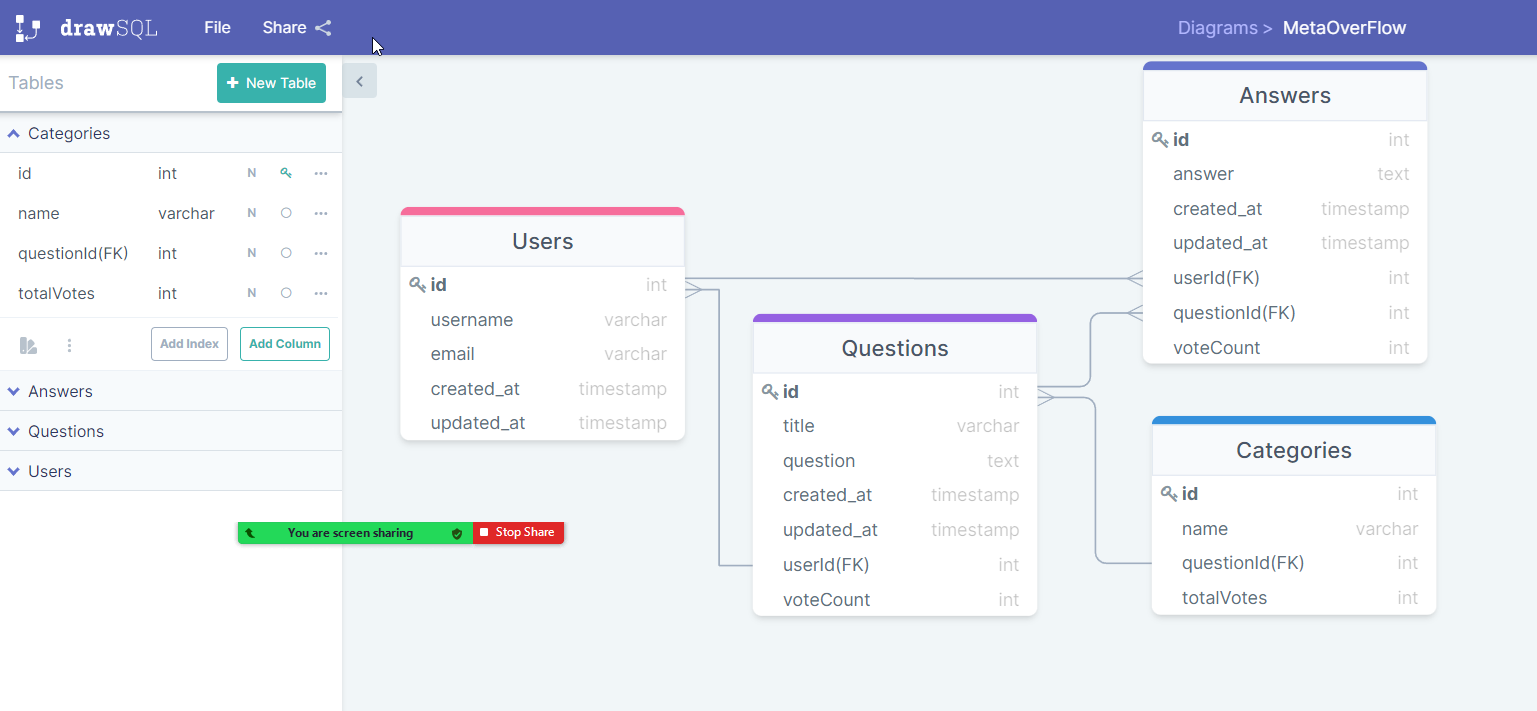 drawSQL File Share Diagrams > MetaOverFlow
Tables + New Table
Categories
id int N
name varchar N
questionId(FK) int N
totalVotes int N
Add Index Add Column
Answers
Questions
Users
You are screen sharing Stop Share
Users
id int
username varchar
email varchar
created_at timestamp
updated_at timestamp
Questions
id int
title varchar
question text
created_at timestamp
updated_at timestamp
userId(FK) int
voteCount int
Answers
id int
answer text
created_at timestamp
updated_at timestamp
userId(FK) int
questionId(FK) int
voteCount int
Categories
id int
name varchar
questionId(FK) int
totalVotes int